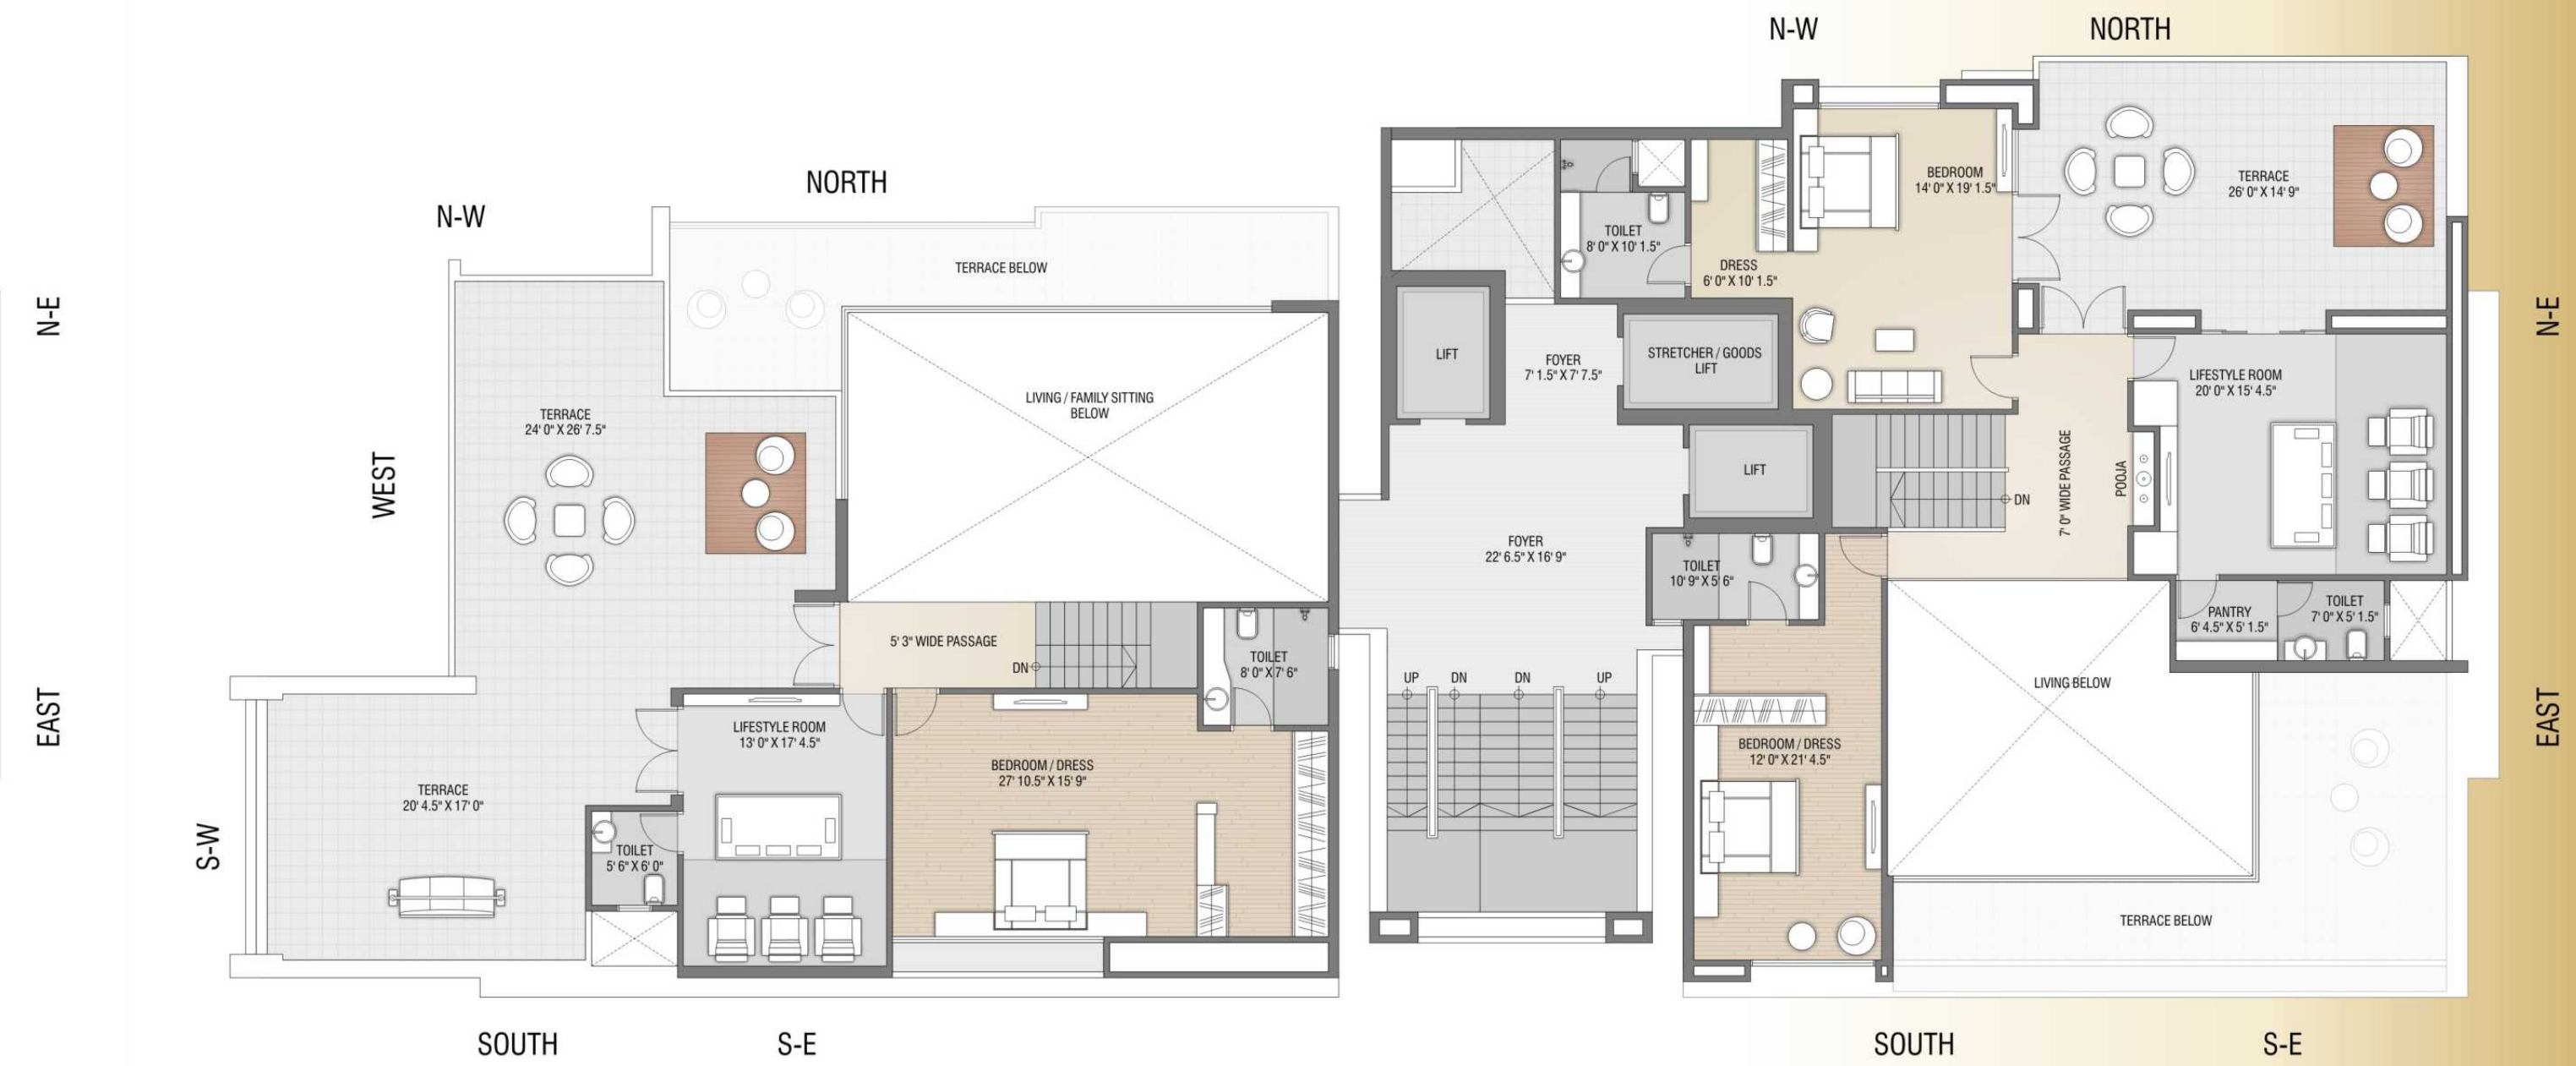 N-W
NORTH
N-E
WEST
EAST
S-W
SOUTH
S-E
TERRACE BELOW
LIVING / FAMILY SITTING
BELOW
TERRACE
24' 0" X 26' 7.5"
5' 3" WIDE PASSAGE
DN
TOILET
8' 0" X 7' 6"
LIFESTYLE ROOM
13' 0" X 17' 4.5"
BEDROOM / DRESS
27' 10.5" X 15' 9"
TERRACE
20' 4.5" X 17' 0"
TOILET
5' 6" X 6' 0"
LIFT
FOYER
7' 1.5" X 7' 7.5"
STRETCHER / GOODS
LIFT
LIFT
FOYER
22' 6.5" X 16' 9"
UP
DN
DN
UP
N-W
NORTH
N-E
EAST
SOUTH
S-E
TOILET
8' 0" X 10' 1.5"
DRESS
6' 0" X 10' 1.5"
BEDROOM
14' 0" X 19' 1.5"
TERRACE
26' 0" X 14' 9"
LIFESTYLE ROOM
20' 0" X 15' 4.5"
7' 0" WIDE PASSAGE
POOJA
DN
TOILET
10' 9" X 5' 6"
PANTRY
6' 4.5" X 5' 1.5"
TOILET
7' 0" X 5' 1.5"
LIVING BELOW
BEDROOM / DRESS
12' 0" X 21' 4.5"
TERRACE BELOW